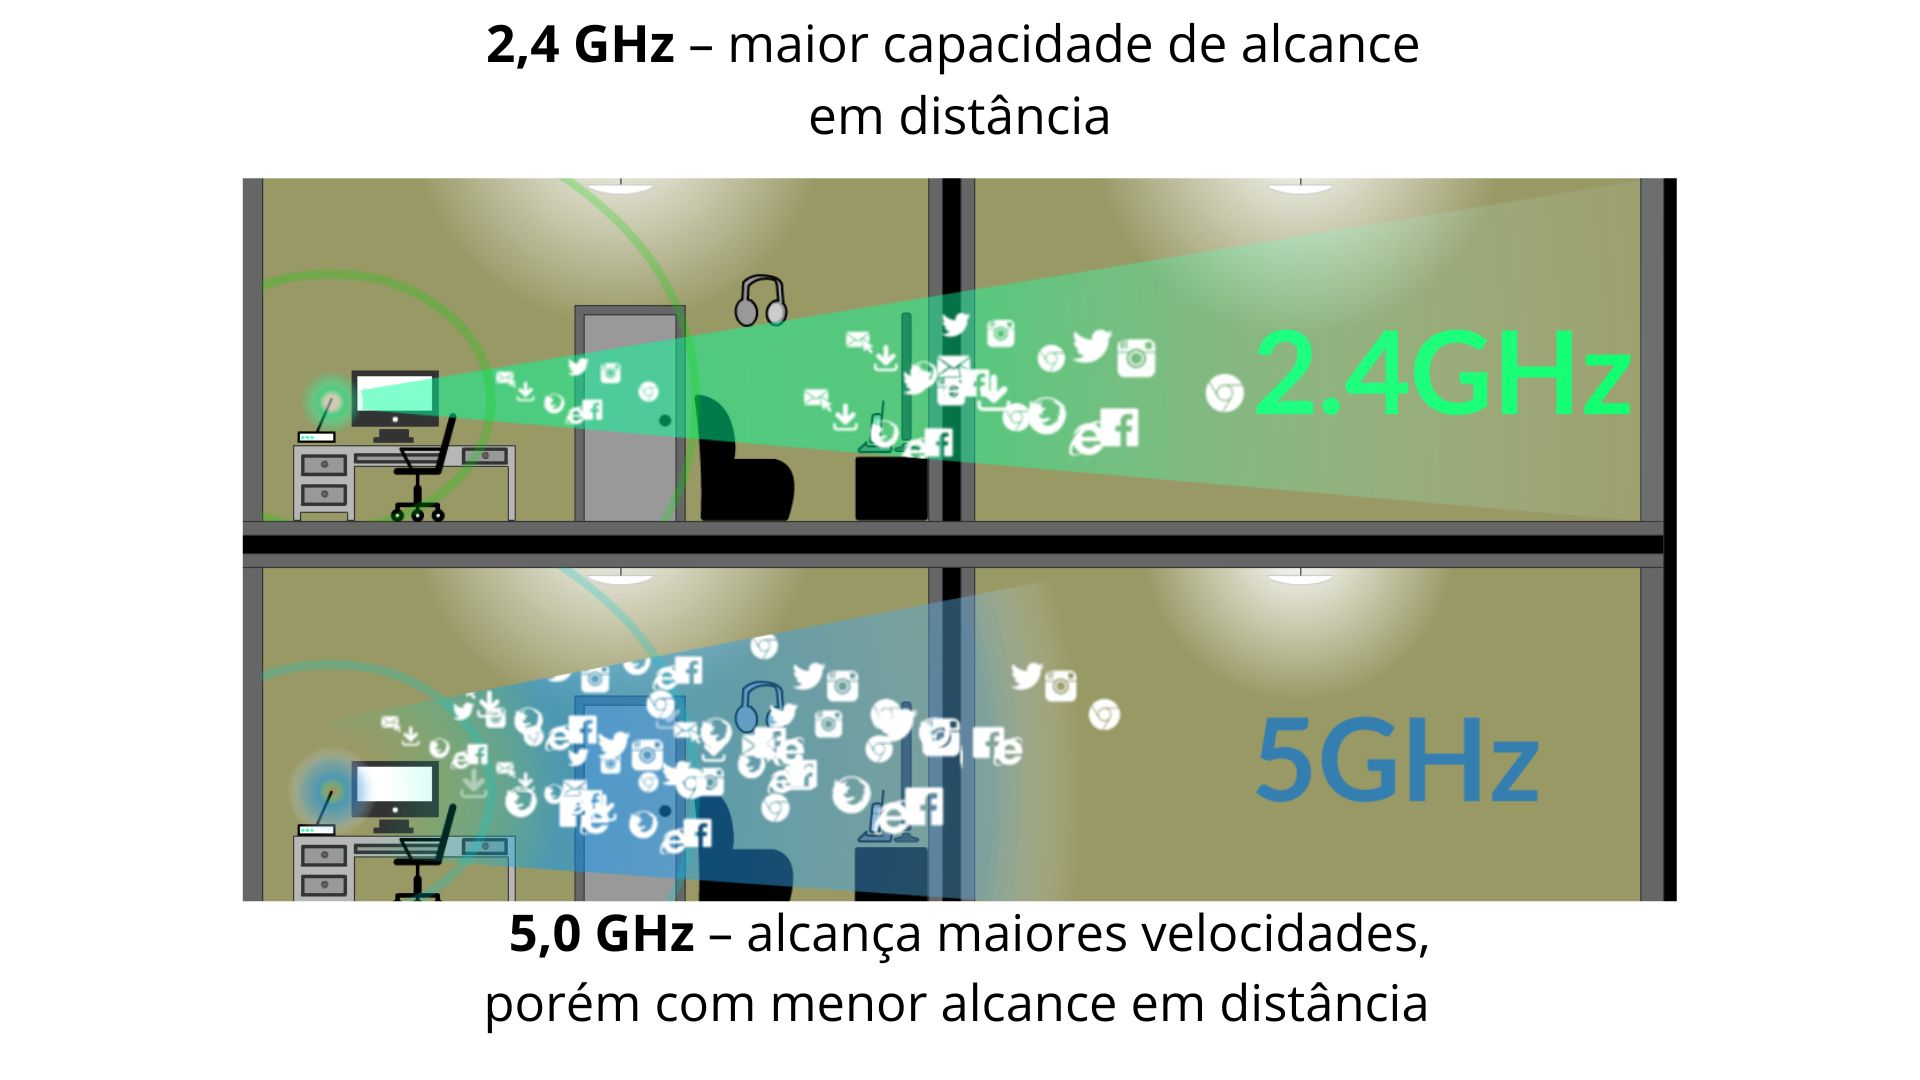 2,4 GHz – maior capacidade de alcance
em distância
2.4GHz
5GHz
5,0 GHz – alcança maiores velocidades,
porém com menor alcance em distância